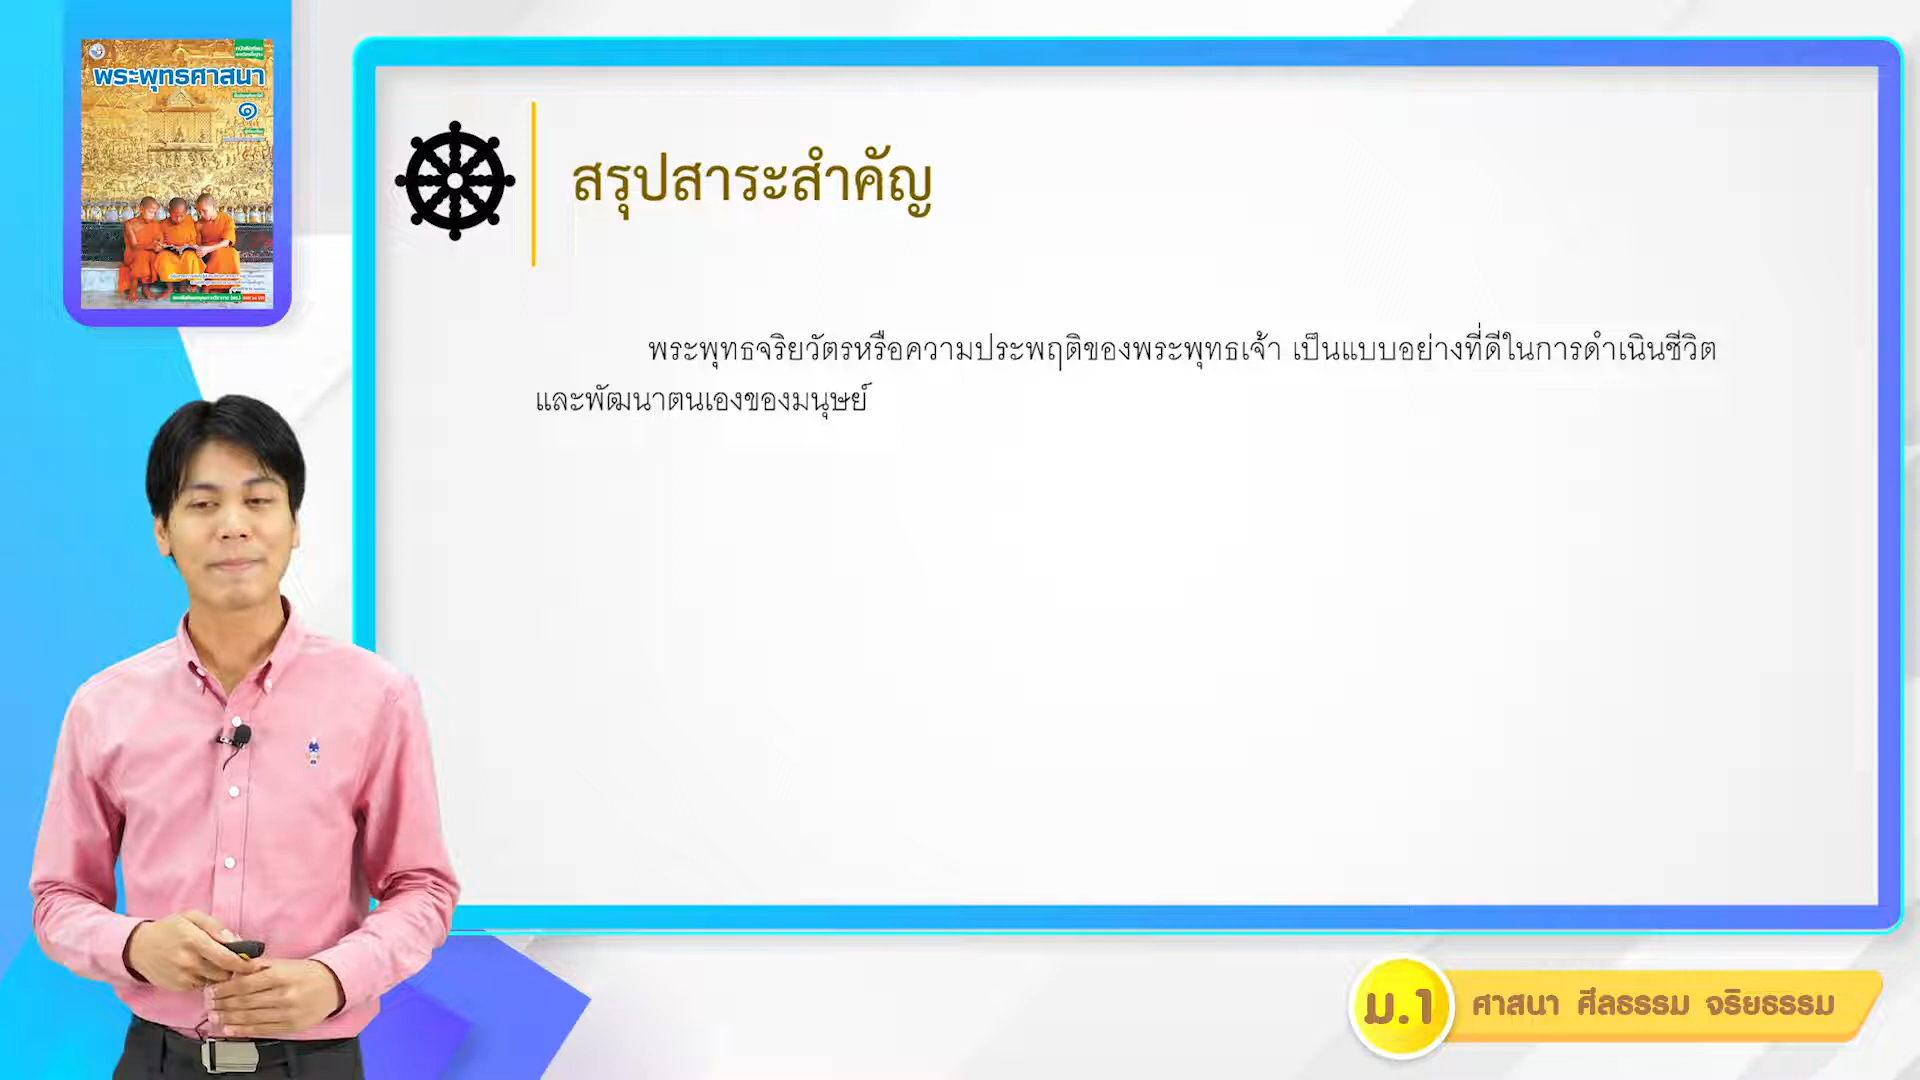 พระพุทธศาสนา
๑
สรุปสาระสำคัญ
พระพุทธจริยวัตรหรือความประพฤติของพระพุทธเจ้า เป็นแบบอย่างที่ดีในการดำเนินชีวิต
และพัฒนาตนเองของมนุษย์
ม.1 ศาสนา ศีลธรรม จริยธรรม